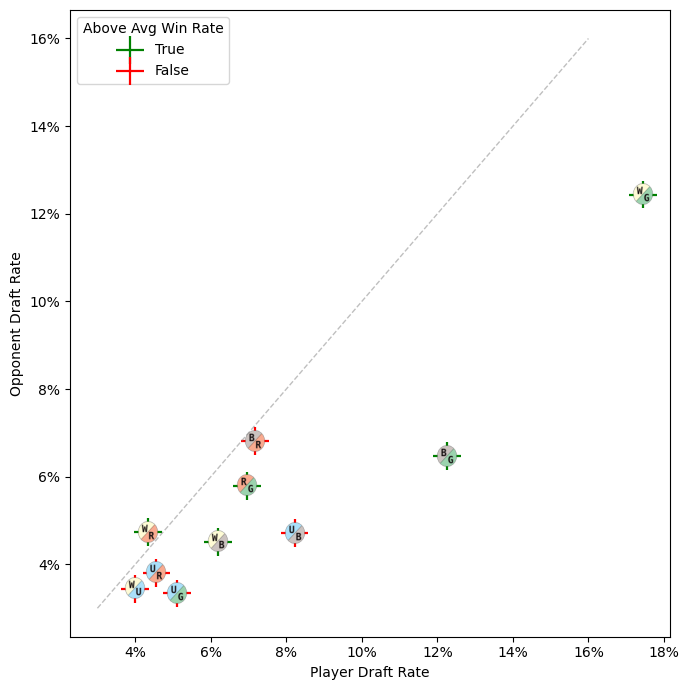 Above Avg Win Rate
True
False
16%
14%
12%
10%
8%
6%
4%
Opponent Draft Rate
W G
B R
B G
R G
W R
W B
U B
U R
W U
U G
4% 6% 8% 10% 12% 14% 16% 18%
Player Draft Rate